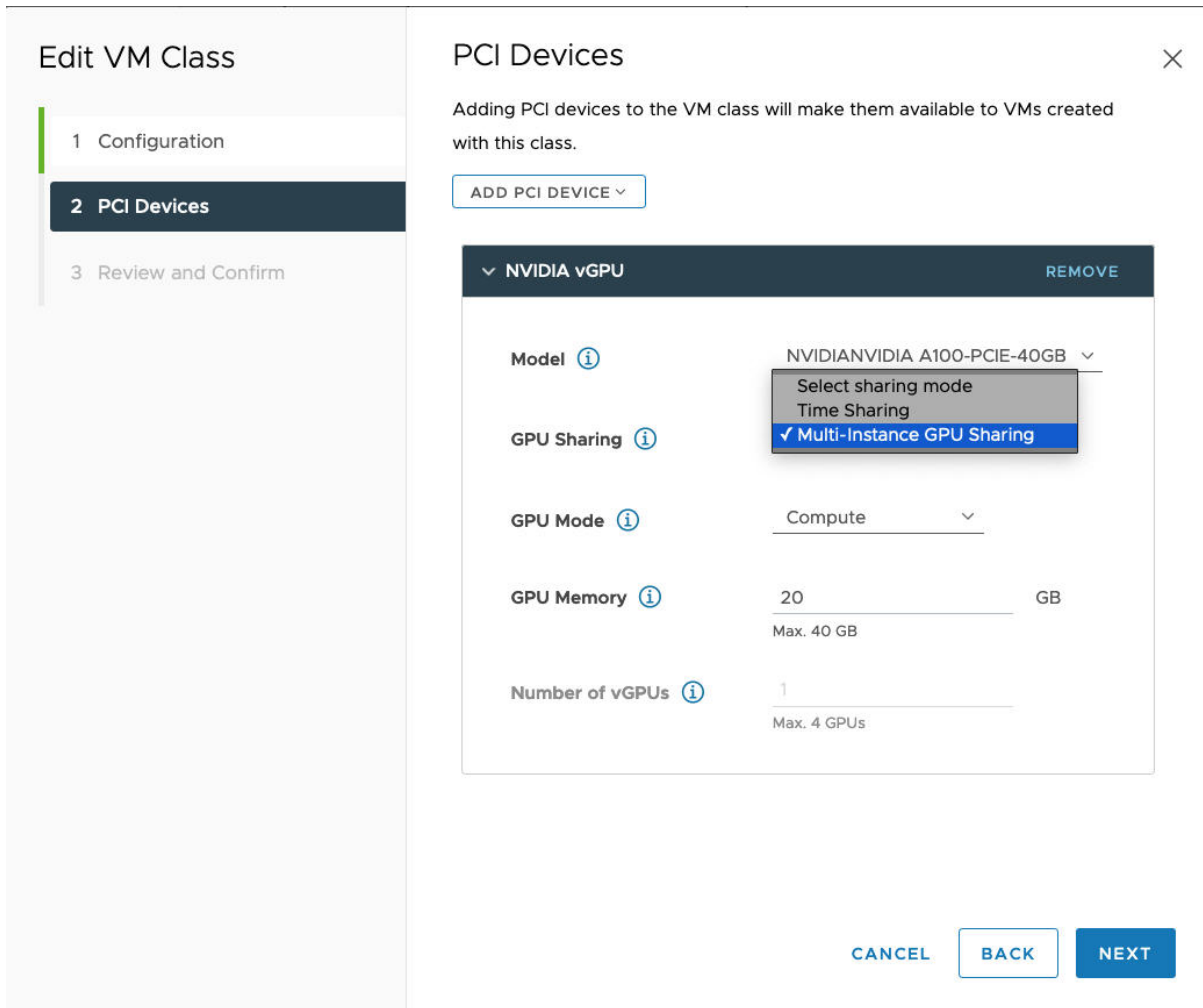 Edit VM Class
1 Configuration
2 PCI Devices
3 Review and Confirm
PCI Devices
Adding PCI devices to the VM class will make them available to VMs created
with this class.
ADD PCI DEVICE
NVIDIA vGPU
REMOVE
Model
NVIDIANVIDIA A100-PCIE-40GB
Select sharing mode
Time Sharing
GPU Sharing
✓ Multi-Instance GPU Sharing
GPU Mode
Compute
GPU Memory
20
GB
Max. 40 GB
Number of vGPUs
1
Max. 4 GPUs
CANCEL
BACK
NEXT